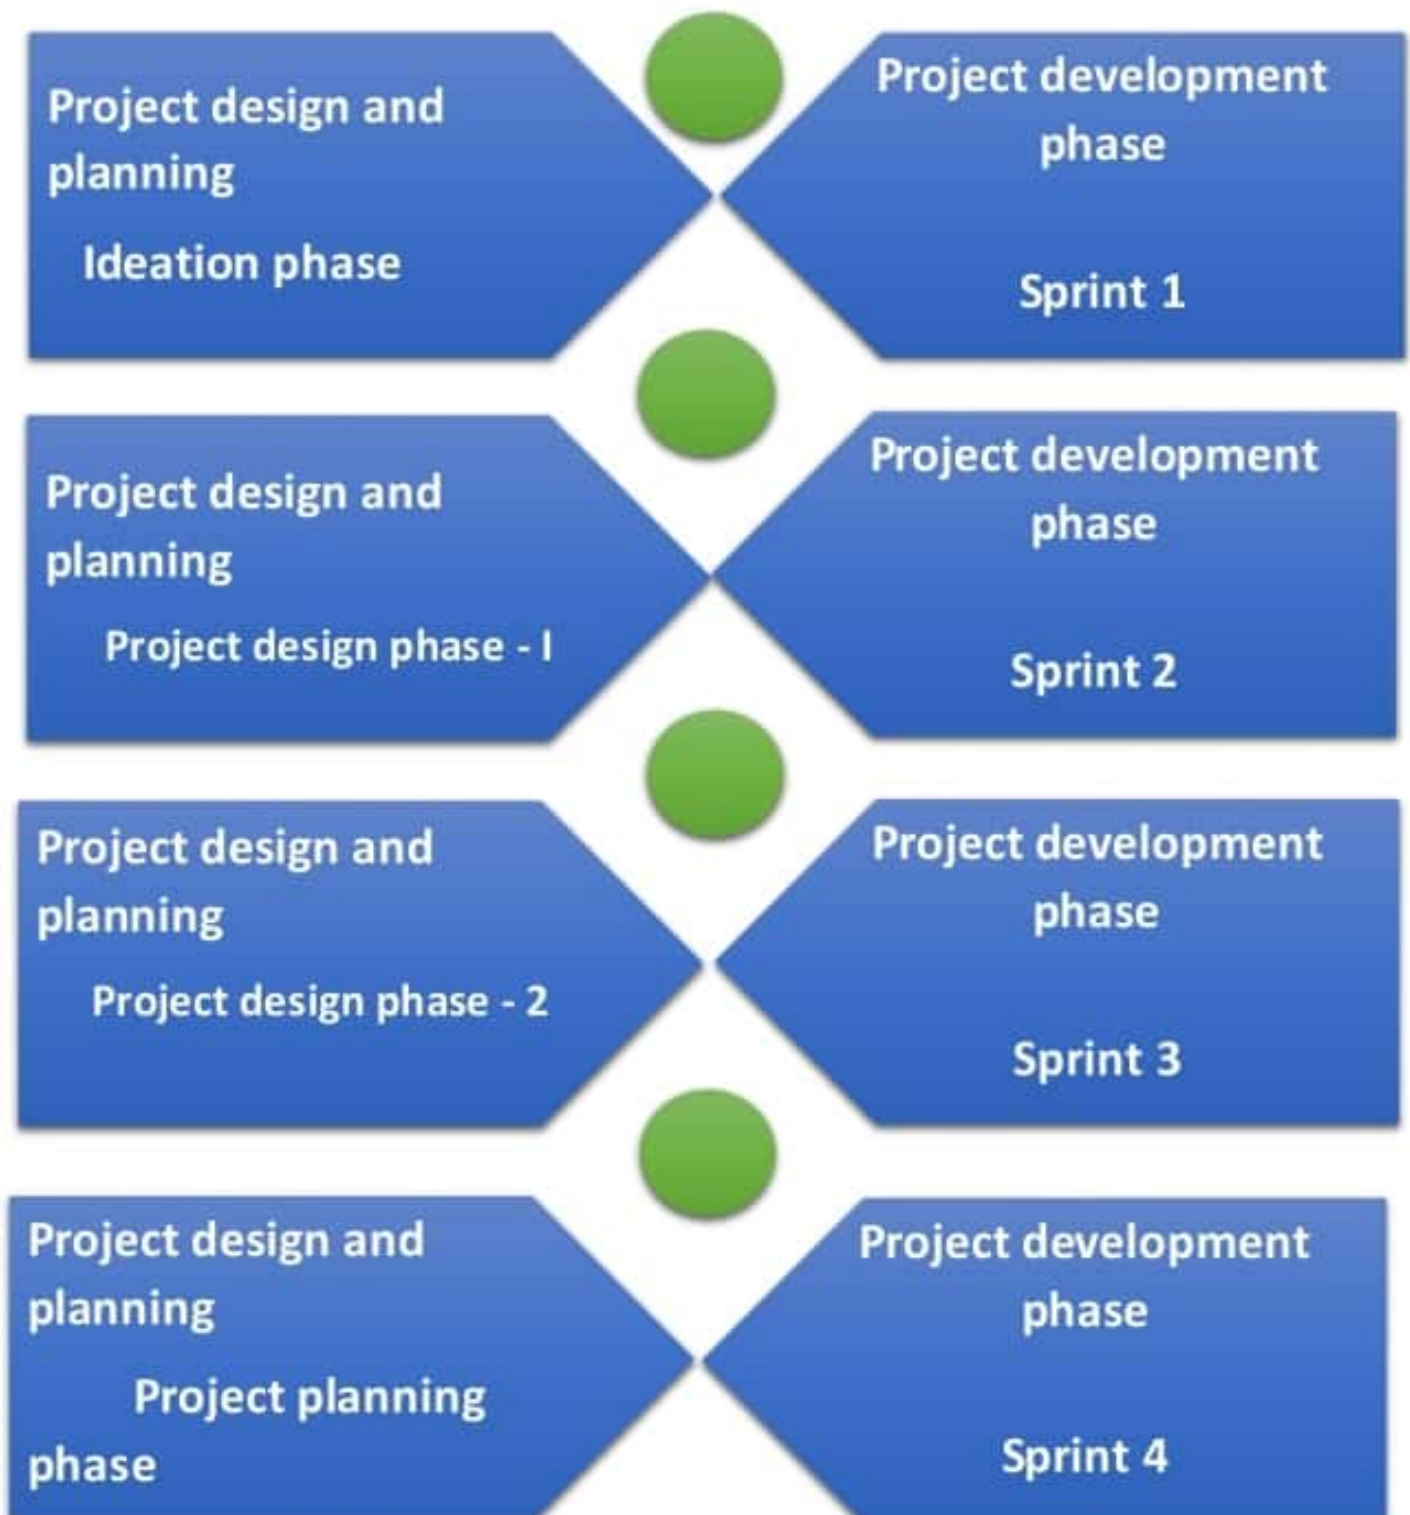 Project design and
planning
Ideation phase
Project development
phase
Sprint 1
Project design and
planning
Project design phase - I
Project development
phase
Sprint 2
Project design and
planning
Project design phase - 2
Project development
phase
Sprint 3
Project design and
planning
Project planning
phase
Project development
phase
Sprint 4